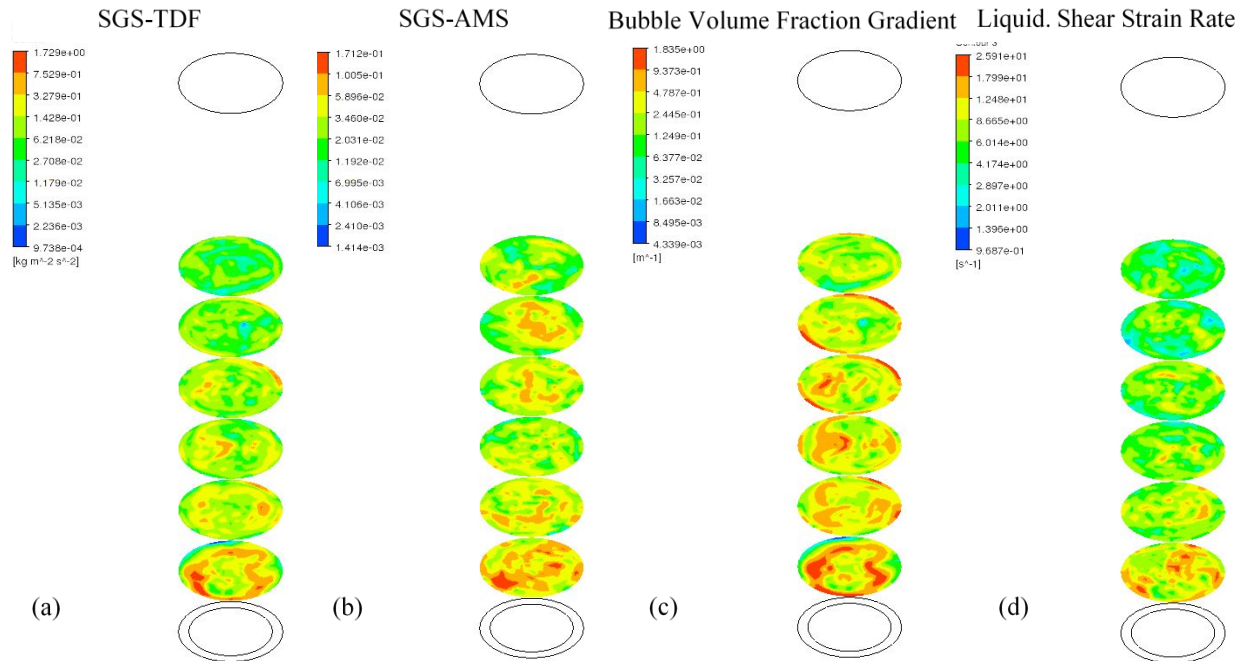 SGS-TDF
SGS-AMS
Bubble Volume Fraction Gradient
Liquid. Shear Strain Rate
1.729e+00
7.529e-01
3.279e-01
1.428e-01
6.218e-02
2.708e-02
1.179e-02
5.135e-03
2.236e-03
9.738e-04
[kg m^-2 s^-2]
1.712e-01
1.005e-01
5.896e-02
3.460e-02
2.031e-02
1.192e-02
6.995e-03
4.106e-03
2.410e-03
1.414e-03
1.835e+00
9.373e-01
4.787e-01
2.445e-01
1.249e-01
6.377e-02
3.257e-02
1.663e-02
8.495e-03
4.339e-03
[m^-1]
2.591e+01
1.799e+01
1.248e+01
8.665e+00
6.014e+00
4.174e+00
2.897e+00
2.011e+00
1.396e+00
9.687e-01
[s^-1]
(a)
(b)
(c)
(d)